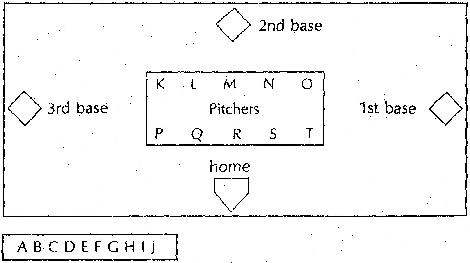 2nd base
K L M N O
3rd base Pitchers 1st base
P Q R S T
home
A B C D E F G H I J